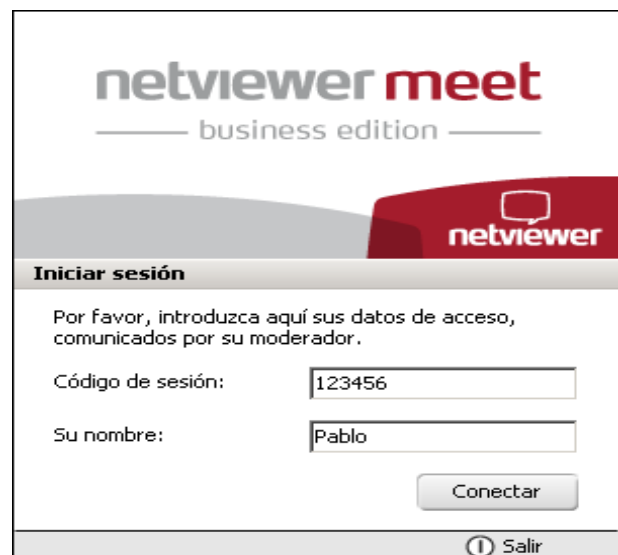 netviewer meet
business edition
netviewer
Iniciar sesión
Por favor, introduzca aquí sus datos de acceso,
comunicados por su moderador.
Código de sesión: 123456
Su nombre: Pablo
Conectar
Salir